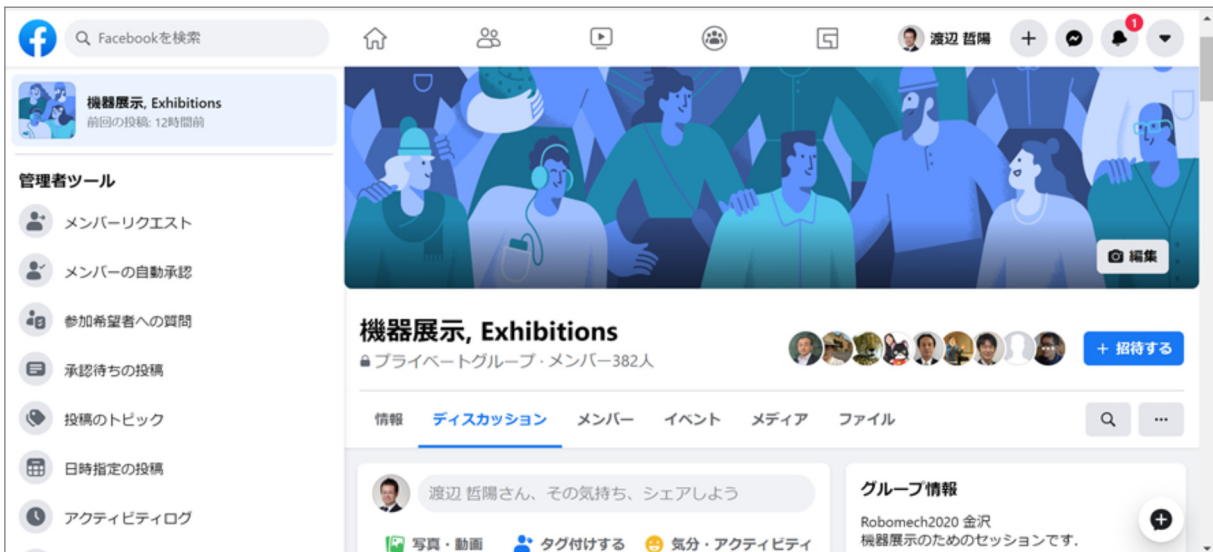 Facebookを検索
渡辺 哲陽
1
機器展示, Exhibitions
前回の投稿: 12時間前
管理者ツール
メンバーリクエスト
メンバーの自動承認
参加希望者への質問
承認待ちの投稿
投稿のトピック
日時指定の投稿
アクティビティログ
編集
機器展示, Exhibitions
プライベートグループ · メンバー382人
+ 招待する
情報 ディスカッション メンバー イベント メディア ファイル
渡辺 哲陽さん、その気持ち、シェアしよう
写真・動画 タグ付けする 気分・アクティビティ
グループ情報
Robomech2020 金沢
機器展示のためのセッションです.